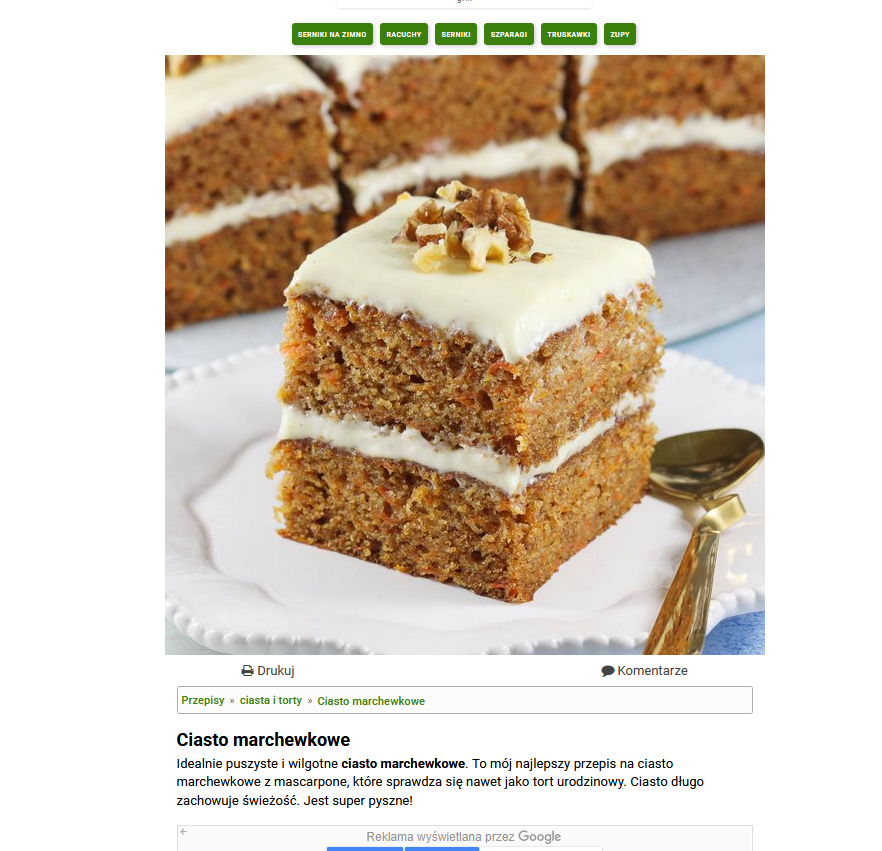 SERNIKI NA ZIMNO RACUCHY SERNIKI SZPARAGI TRUSKAWKI ZUPY
Drukuj Komentarze
Przepisy » ciasta i torty » Ciasto marchewkowe
Ciasto marchewkowe
Idealnie puszyste i wilgotne ciasto marchewkowe. To mój najlepszy przepis na ciasto
marchewkowe z mascarpone, które sprawdza się nawet jako tort urodzinowy. Ciasto długo
zachowuje świeżość. Jest super pyszne!
Reklama wyświetlana przez Google